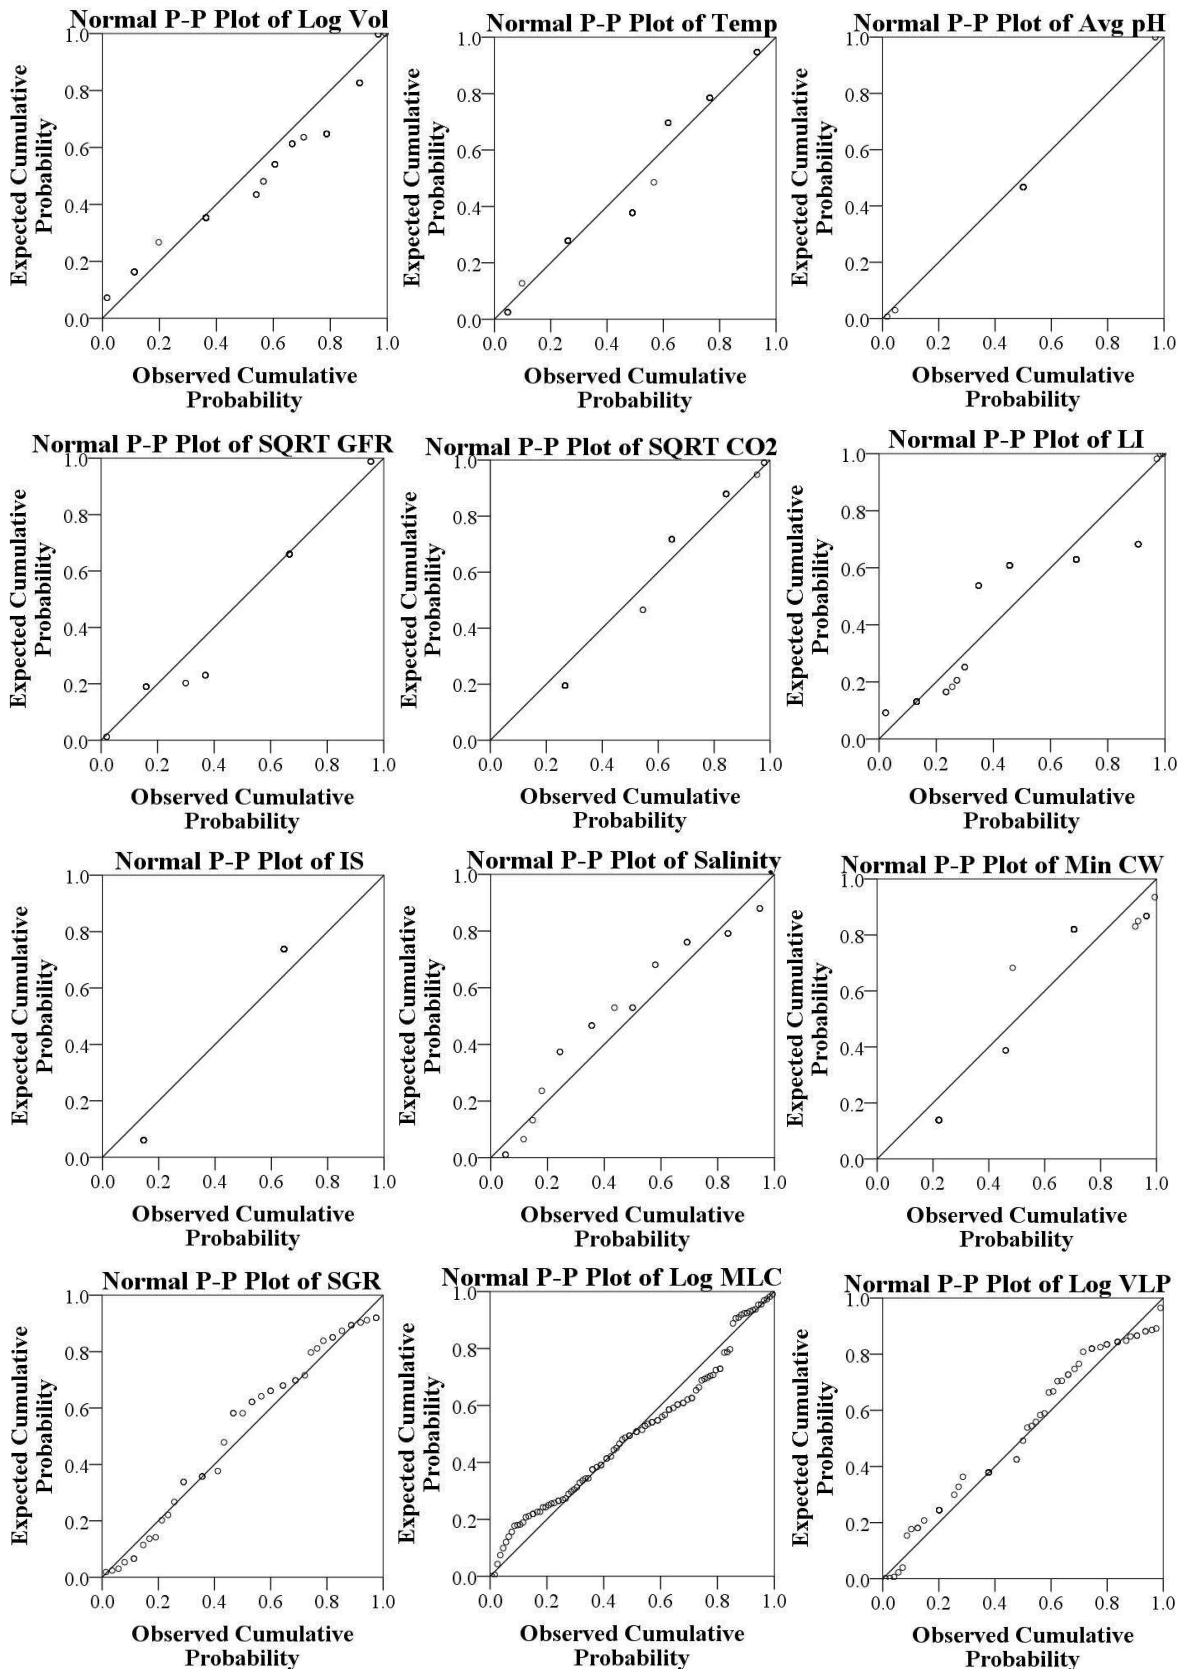 Normal P-P Plot of Log Vol
Expected Cumulative
Probability
1.0
0.8
0.6
0.4
0.2
0.0
0.0 0.2 0.4 0.6 0.8 1.0
Observed Cumulative
Probability
Normal P-P Plot of Temp
Expected Cumulative
Probability
1.0
0.8
0.6
0.4
0.2
0.0
0.0 0.2 0.4 0.6 0.8 1.0
Observed Cumulative
Probability
Normal P-P Plot of Avg pH
Expected Cumulative
Probability
1.0
0.8
0.6
0.4
0.2
0.0
0.0 0.2 0.4 0.6 0.8 1.0
Observed Cumulative
Probability
Normal P-P Plot of SQRT GFR
Expected Cumulative
Probability
1.0
0.8
0.6
0.4
0.2
0.0
0.0 0.2 0.4 0.6 0.8 1.0
Observed Cumulative
Probability
Normal P-P Plot of SQRT CO2
Expected Cumulative
Probability
1.0
0.8
0.6
0.4
0.2
0.0
0.0 0.2 0.4 0.6 0.8 1.0
Observed Cumulative
Probability
Normal P-P Plot of LI
Expected Cumulative
Probability
1.0
0.8
0.6
0.4
0.2
0.0
0.0 0.2 0.4 0.6 0.8 1.0
Observed Cumulative
Probability
Normal P-P Plot of IS
Expected Cumulative
Probability
1.0
0.8
0.6
0.4
0.2
0.0
0.0 0.2 0.4 0.6 0.8 1.0
Observed Cumulative
Probability
Normal P-P Plot of Salinity
Expected Cumulative
Probability
1.0
0.8
0.6
0.4
0.2
0.0
0.0 0.2 0.4 0.6 0.8 1.0
Observed Cumulative
Probability
Normal P-P Plot of Min CW
Expected Cumulative
Probability
1.0
0.8
0.6
0.4
0.2
0.0
0.0 0.2 0.4 0.6 0.8 1.0
Observed Cumulative
Probability
Normal P-P Plot of SGR
Expected Cumulative
Probability
1.0
0.8
0.6
0.4
0.2
0.0
0.0 0.2 0.4 0.6 0.8 1.0
Observed Cumulative
Probability
Normal P-P Plot of Log MLC
Expected Cumulative
Probability
1.0
0.8
0.6
0.4
0.2
0.0
0.0 0.2 0.4 0.6 0.8 1.0
Observed Cumulative
Probability
Normal P-P Plot of Log VLP
Expected Cumulative
Probability
1.0
0.8
0.6
0.4
0.2
0.0
0.0 0.2 0.4 0.6 0.8 1.0
Observed Cumulative
Probability